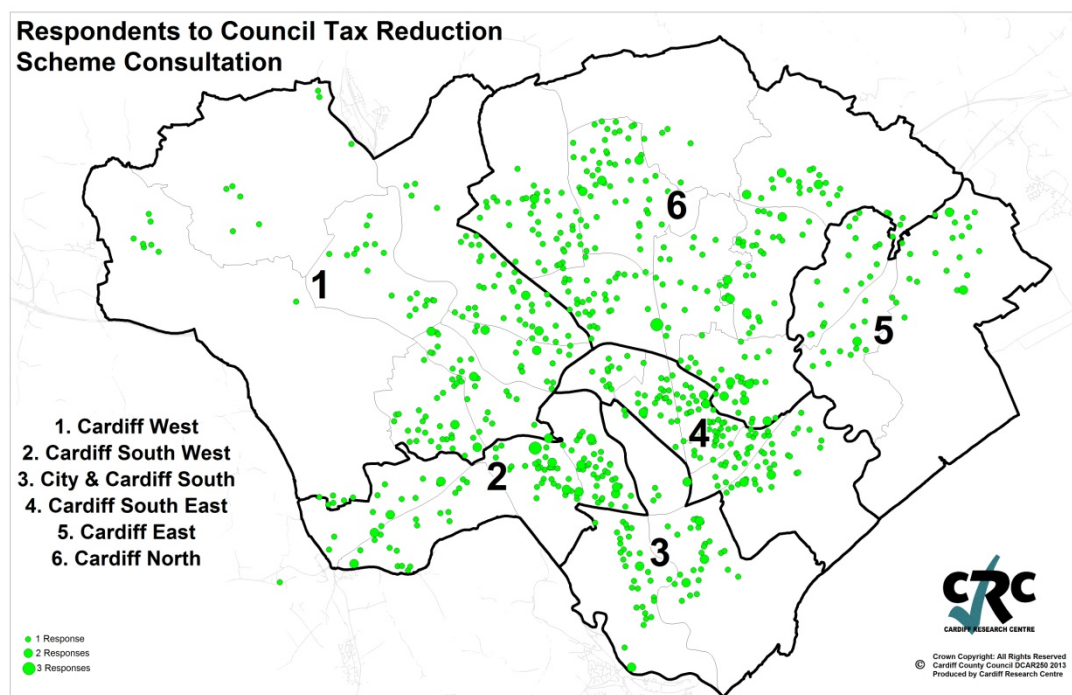 Respondents to Council Tax Reduction
Scheme Consultation
6
1
5
1. Cardiff West
2. Cardiff South West
3. City & Cardiff South
4. Cardiff South East
5. Cardiff East
6. Cardiff North
4
2
3
1 Response
2 Responses
3 Responses
CRC
CARDIFF RESEARCH CENTRE
Crown Copyright: All Rights Reserved
© Cardiff County Council DCAR250 2013
Produced by Cardiff Research Centre